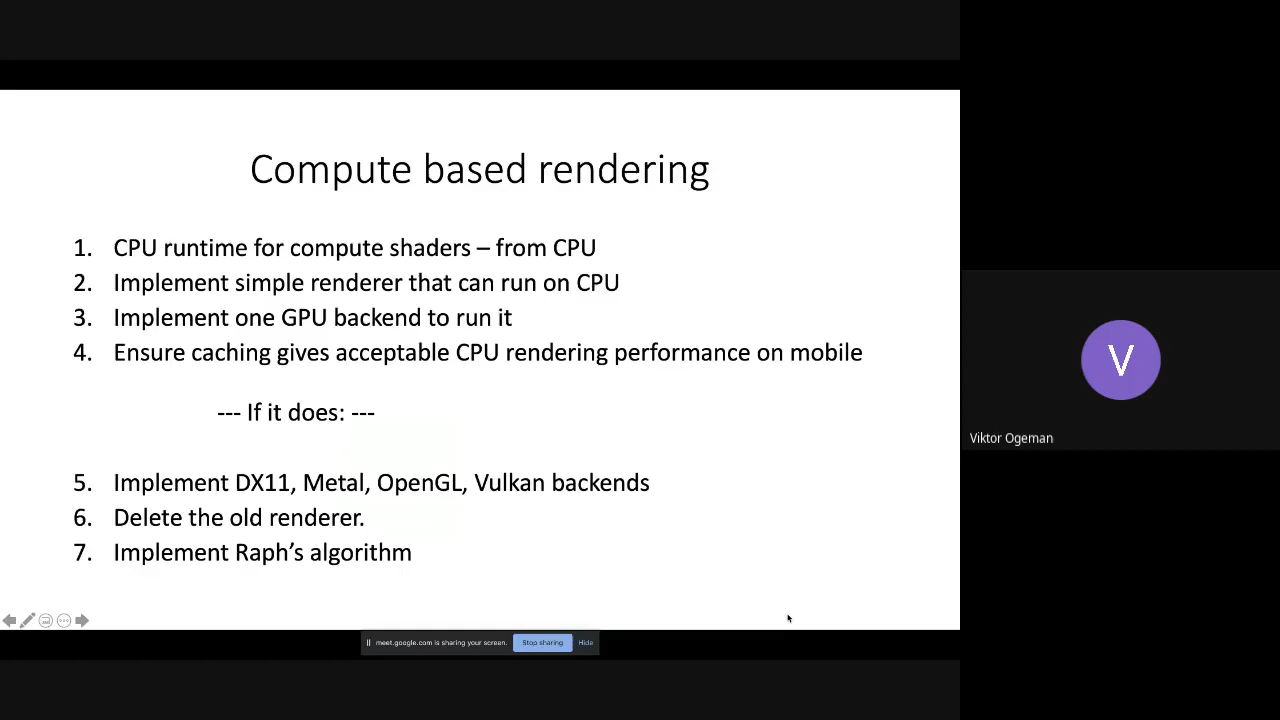 Compute based rendering
1. CPU runtime for compute shaders – from CPU
2. Implement simple renderer that can run on CPU
3. Implement one GPU backend to run it
4. Ensure caching gives acceptable CPU rendering performance on mobile
--- If it does: ---
5. Implement DX11, Metal, OpenGL, Vulkan backends
6. Delete the old renderer.
7. Implement Raph's algorithm
V
Viktor Ogeman
meet.google.com is sharing your screen. Stop sharing Hide